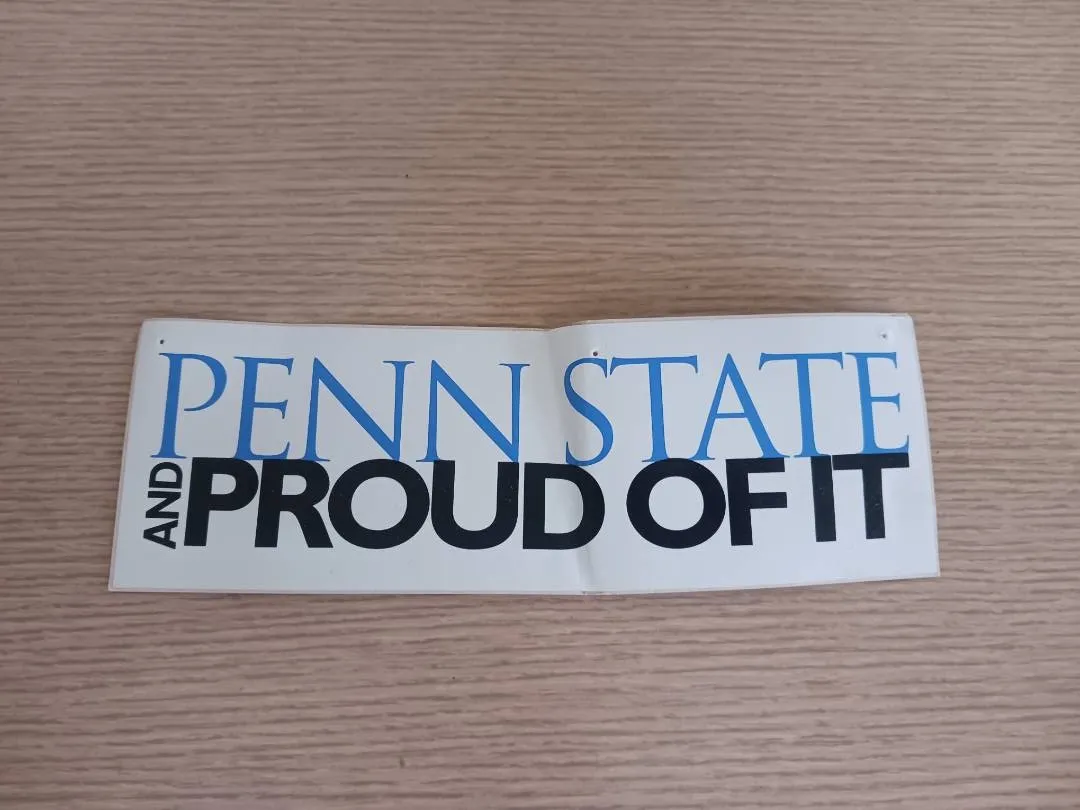 PENN STATE
AND PROUD OF IT